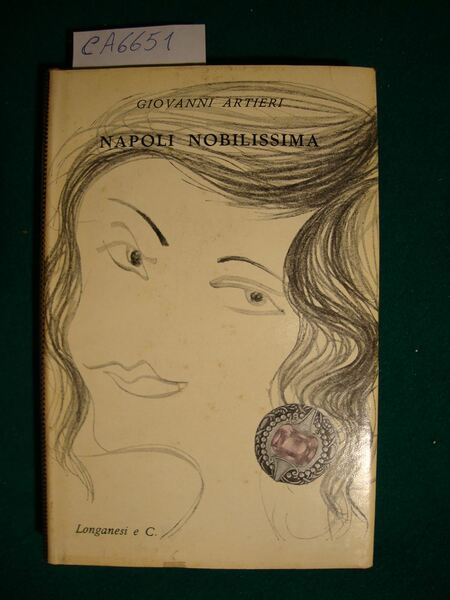 CA6651
GIOVANNI ARTIERI
NAPOLI NOBILISSIMA
Longanesi e C.